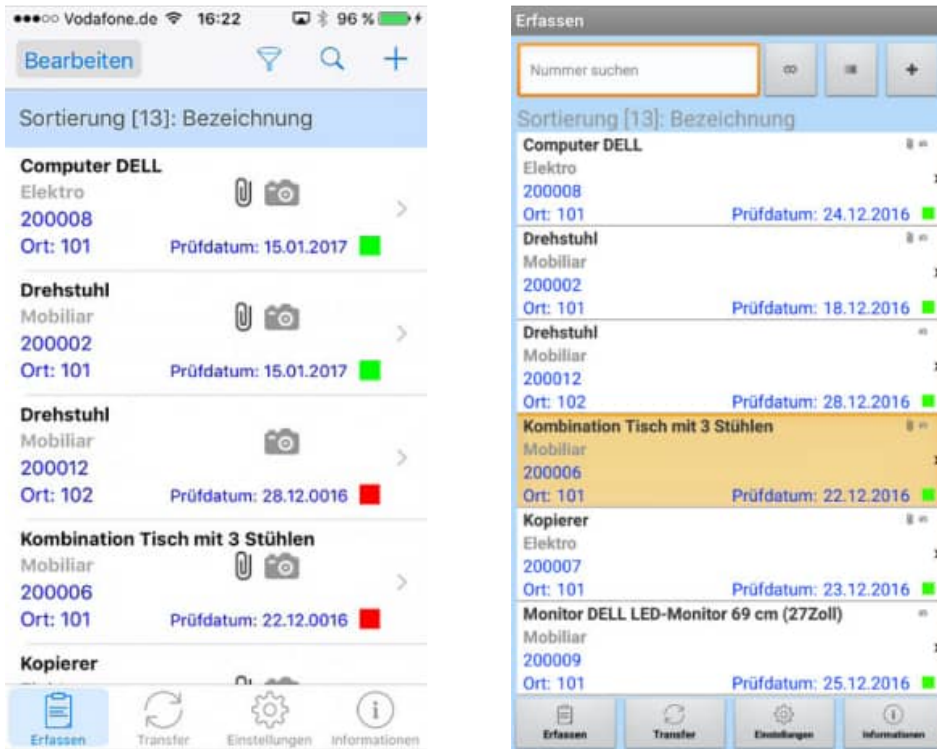 Vodafone.de 16:22 96 %
Bearbeiten
Sortierung [13]: Bezeichnung
Computer DELL
Elektro
200008
Ort: 101 Prüfdatum: 15.01.2017
Drehstuhl
Mobiliar
200002
Ort: 101 Prüfdatum: 15.01.2017
Drehstuhl
Mobiliar
200012
Ort: 102 Prüfdatum: 28.12.0016
Kombination Tisch mit 3 Stühlen
Mobiliar
200006
Ort: 101 Prüfdatum: 22.12.0016
Kopierer
Erfassen Transfer Einstellungen Informationen
Erfassen
Nummer suchen
Sortierung [13]: Bezeichnung
Computer DELL
Elektro
200008
Ort: 101 Prüfdatum: 24.12.2016
Drehstuhl
Mobiliar
200002
Ort: 101 Prüfdatum: 18.12.2016
Drehstuhl
Mobiliar
200012
Ort: 102 Prüfdatum: 28.12.2016
Kombination Tisch mit 3 Stühlen
Mobiliar
200006
Ort: 101 Prüfdatum: 22.12.2016
Kopierer
Elektro
200007
Ort: 101 Prüfdatum: 23.12.2016
Monitor DELL LED-Monitor 69 cm (27Zoll)
Mobiliar
200009
Ort: 101 Prüfdatum: 25.12.2016
Erfassen Transfer Einstellungen Informationen